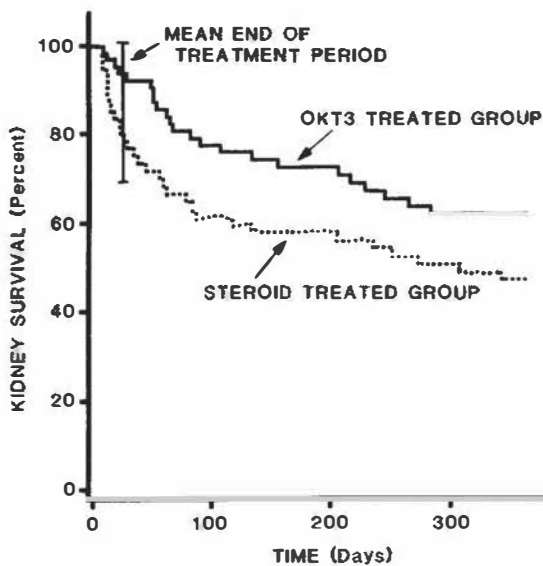 100
80
60
40
20
0
KIDNEY SURVIVAL (Percent)
MEAN END OF
TREATMENT PERIOD
OKT3 TREATED GROUP
STEROID TREATED GROUP
0
100
200
300
TIME (Days)